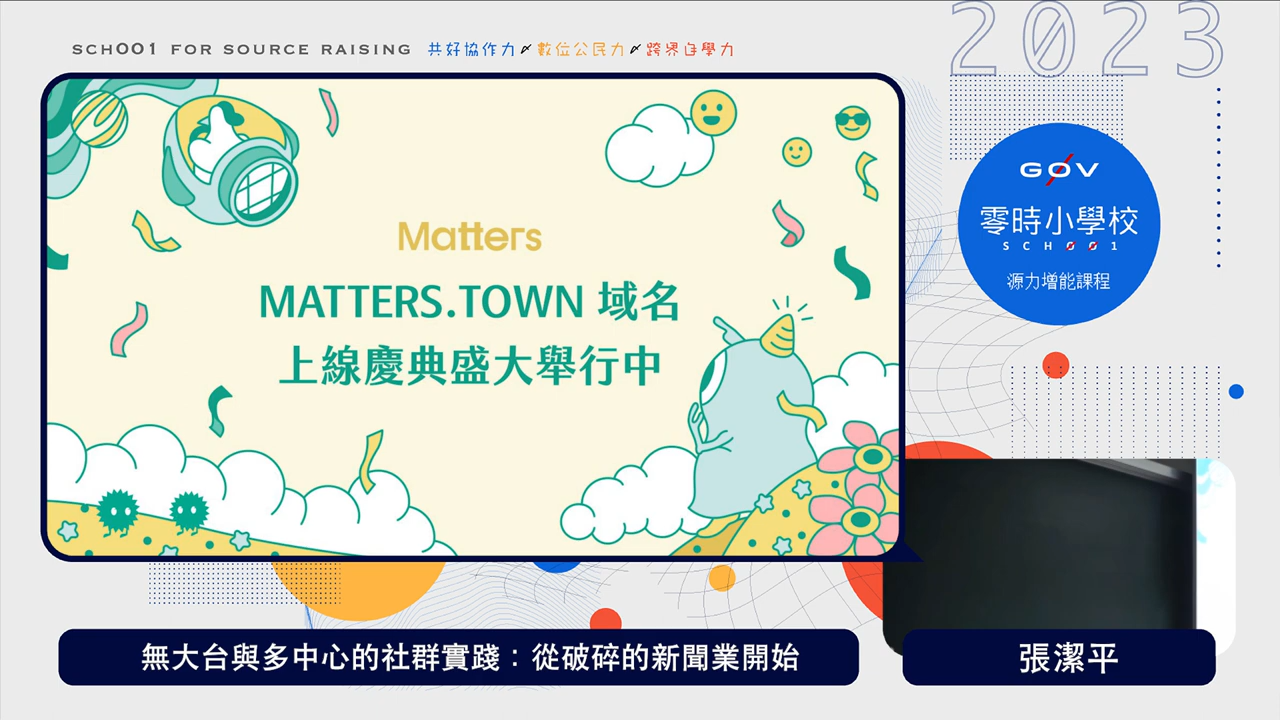 SCH001 FOR SOURCE RAISING 共好協作力 數位公民力 跨界自學力
2023
G0V
零時小學校
SCH001
源力增能課程
Matters
MATTERS.TOWN 域名
上線慶典盛大舉行中
無大台與多中心的社群實踐：從破碎的新聞業開始
張潔平